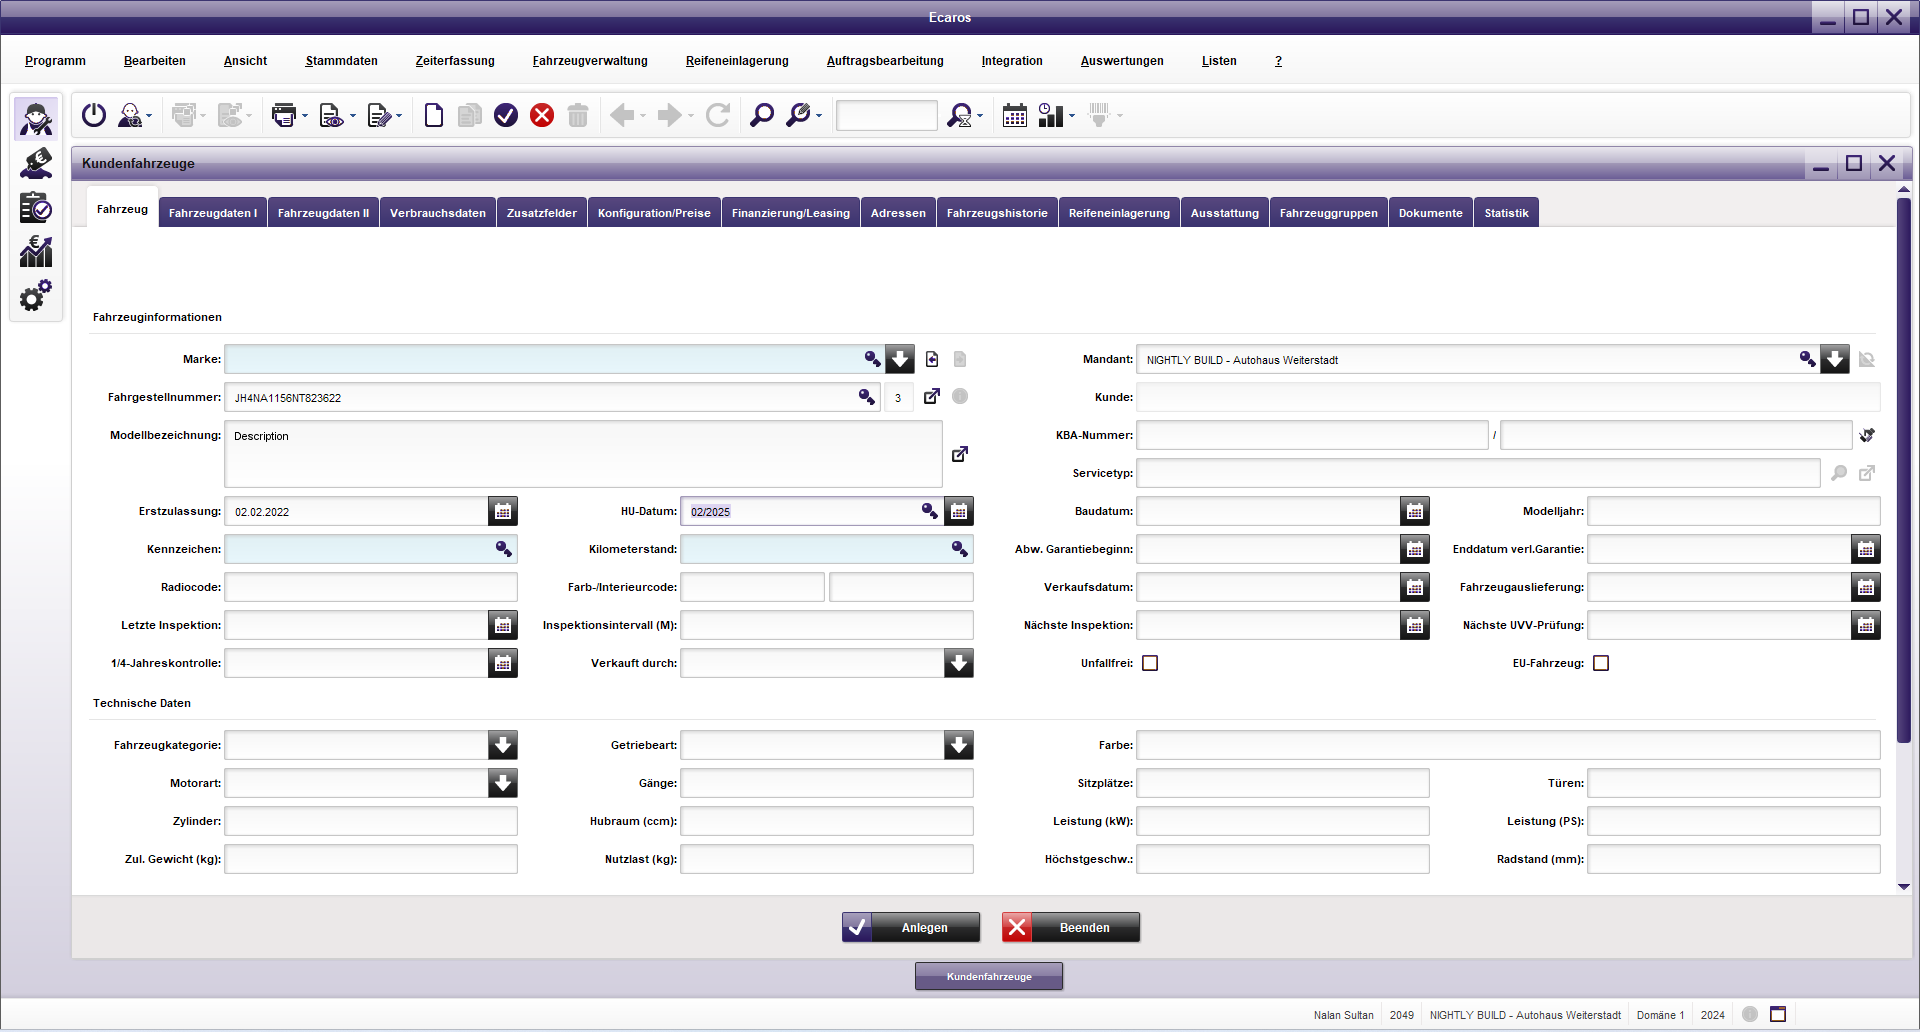 Ecaros
Programm Bearbeiten Ansicht Stammdaten Zeiterfassung Fahrzeugverwaltung Reifeneinlagerung Auftragsbearbeitung Integration Auswertungen Listen ?
Kundenfahrzeuge
Fahrzeug Fahrzeugdaten I Fahrzeugdaten II Verbrauchsdaten Zusatzfelder Konfiguration/Preise Finanzierung/Leasing Adressen Fahrzeugshistorie Reifeneinlagerung Ausstattung Fahrzeuggruppen Dokumente Statistik
Fahrzeuginformationen
Marke: Mandant: NIGHTLY BUILD - Autohaus Weiterstadt
Fahrgestellnummer: JH4NA1156NT823622 3 Kunde:
Modellbezeichnung: Description KBA-Nummer: /
Servicetyp:
Erstzulassung: 02.02.2022 HU-Datum: 02/2025 Baudatum: Modelljahr:
Kennzeichen: Kilometerstand: Abw. Garantiebeginn: Enddatum verl.Garantie:
Radiocode: Farb-/Interieurcode: Verkaufsdatum: Fahrzeugauslieferung:
Letzte Inspektion: Inspektionsintervall (M): Nächste Inspektion: Nächste UVV-Prüfung:
1/4-Jahreskontrolle: Verkauft durch: Unfallfrei: EU-Fahrzeug:
Technische Daten
Fahrzeugkategorie: Getriebeart: Farbe:
Motorart: Gänge: Sitzplätze: Türen:
Zylinder: Hubraum (ccm): Leistung (kW): Leistung (PS):
Zul. Gewicht (kg): Nutzlast (kg): Höchstgeschw.: Radstand (mm):
Anlegen Beenden
Kundenfahrzeuge
Nalan Sultan 2049 NIGHTLY BUILD - Autohaus Weiterstadt Domäne 1 2024